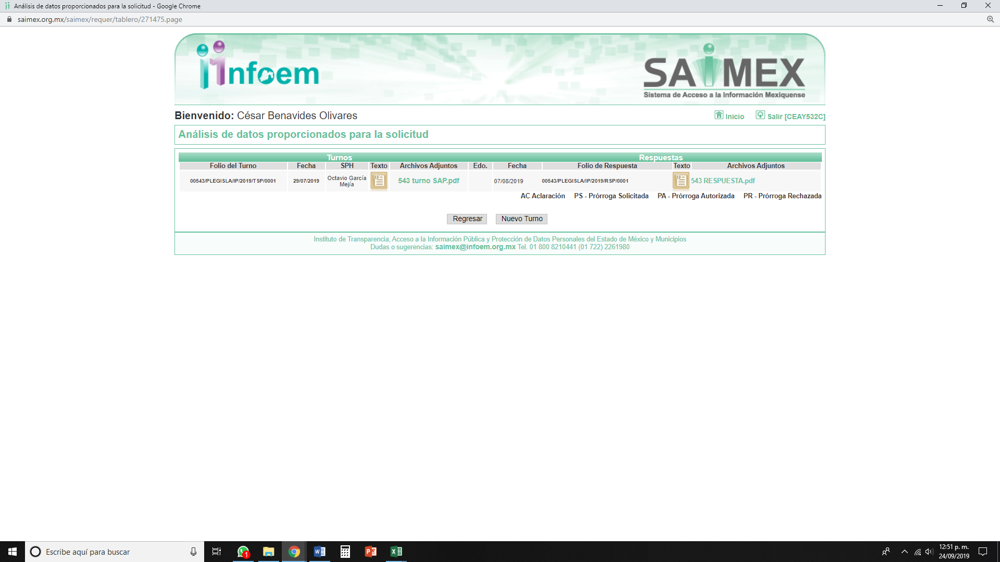 Análisis de datos proporcionados para la solicitud - Google Chrome
saimex.org.mx/saimex/requer/tablero/271475.page
infoem
SAIMEX
Sistema de Acceso a la Información Mexiquense
Bienvenido: César Benavides Olivares
Inicio Salir [CEAY532C]
Análisis de datos proporcionados para la solicitud
Turnos Respuestas
Folio del Turno Fecha SPH Texto Archivos Adjuntos Edo. Fecha Folio de Respuesta Texto Archivos Adjuntos
00543/PLEGISLA/IP/2019/TSP/0001 29/07/2019 Octavio García Mejía 543 turno SAP.pdf 07/08/2019 00543/PLEGISLA/IP/2019/RSP/0001 543 RESPUESTA.pdf
AC Aclaración PS - Prórroga Solicitada PA - Prórroga Autorizada PR - Prórroga Rechazada
Regresar Nuevo Turno
Instituto de Transparencia, Acceso a la Información Pública y Protección de Datos Personales del Estado de México y Municipios
Dudas o sugerencias: saimex@infoem.org.mx Tel. 01 800 8210441 (01 722) 2261980
Escribe aquí para buscar
1
12:51 p. m.
24/09/2019